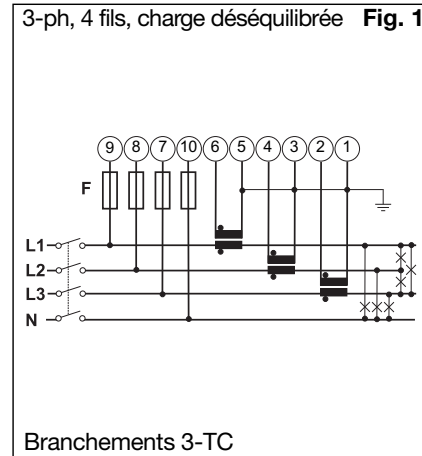 3-ph, 4 fils, charge déséquilibrée Fig. 1
9 8 7 10 6 5 4 3 2 1
F
L1
L2
L3
N
Branchements 3-TC